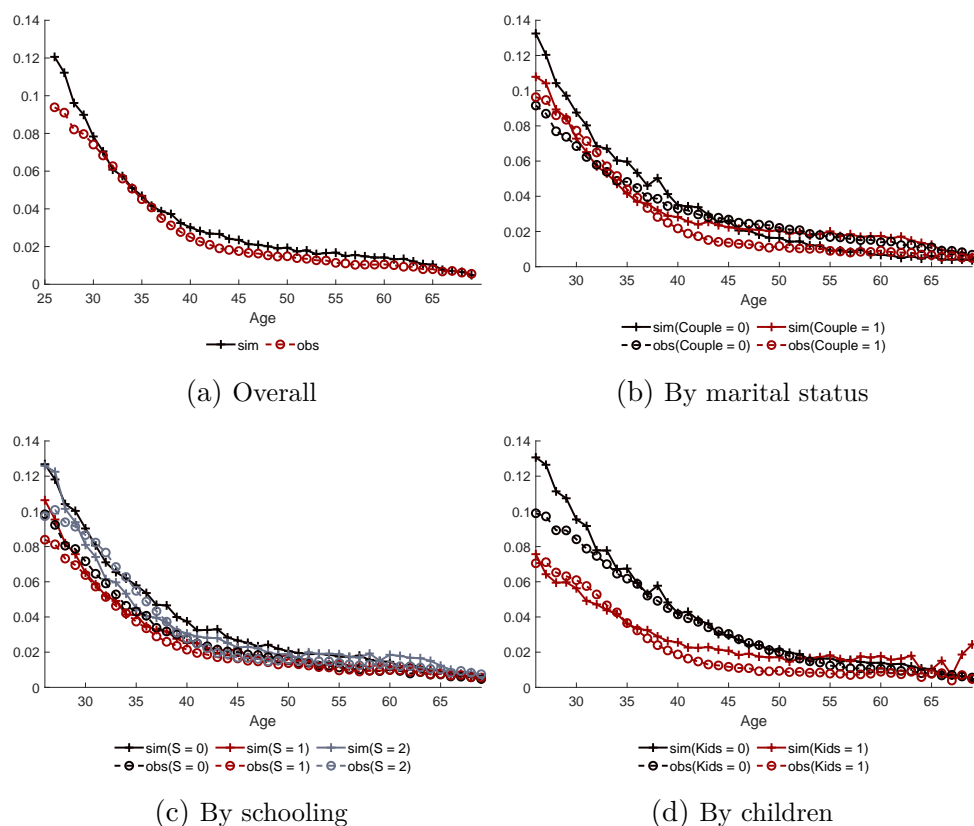 0.14
0.12
0.1
0.08
0.06
0.04
0.02
0
25 30 35 40 45 50 55 60 65
Age
sim obs
(a) Overall
0.14
0.12
0.1
0.08
0.06
0.04
0.02
0
30 35 40 45 50 55 60 65
Age
sim(Couple = 0) sim(Couple = 1)
obs(Couple = 0) obs(Couple = 1)
(b) By marital status
0.14
0.12
0.1
0.08
0.06
0.04
0.02
0
30 35 40 45 50 55 60 65
Age
sim(S = 0) sim(S = 1) sim(S = 2)
obs(S = 0) obs(S = 1) obs(S = 2)
(c) By schooling
0.14
0.12
0.1
0.08
0.06
0.04
0.02
0
30 35 40 45 50 55 60 65
Age
sim(Kids = 0) sim(Kids = 1)
obs(Kids = 0) obs(Kids = 1)
(d) By children